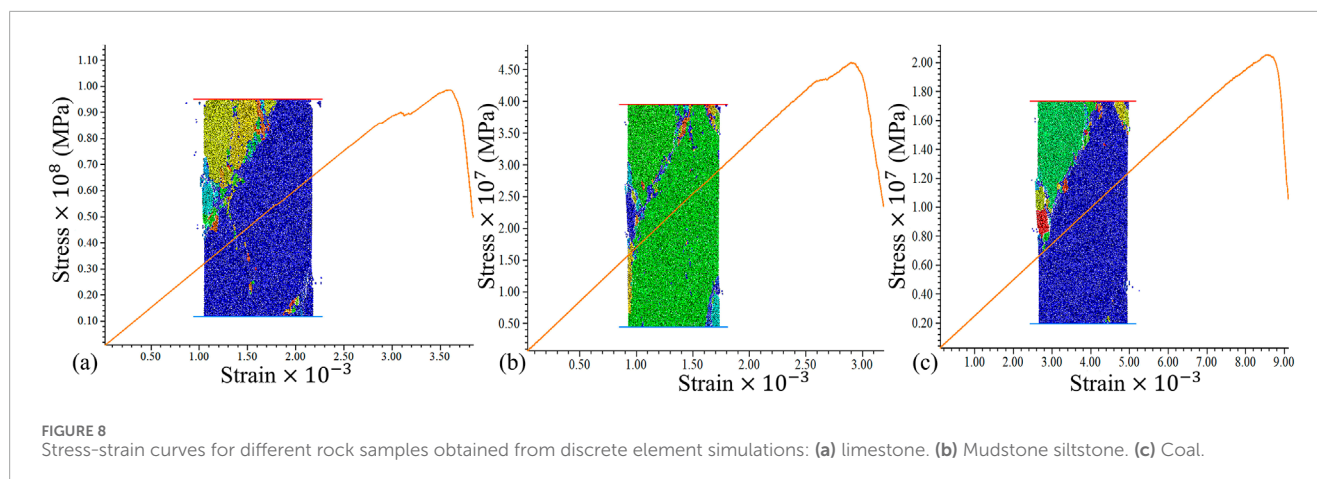 1.10
1.00
0.90
0.80
0.70
0.60
0.50
0.40
0.30
0.20
0.10
Stress × 10⁸ (MPa)
(a)
0.50 1.00 1.50 2.00 2.50 3.00 3.50
Strain × 10⁻³
4.50
4.00
3.50
3.00
2.50
2.00
1.50
1.00
0.50
Stress × 10⁷ (MPa)
(b)
0.50 1.00 1.50 2.00 2.50 3.00
Strain × 10⁻³
2.00
1.80
1.60
1.40
1.20
1.00
0.80
0.60
0.40
0.20
Stress × 10⁷ (MPa)
(c)
1.00 2.00 3.00 4.00 5.00 6.00 7.00 8.00 9.00
Strain × 10⁻³
FIGURE 8
Stress-strain curves for different rock samples obtained from discrete element simulations: (a) limestone. (b) Mudstone siltstone. (c) Coal.